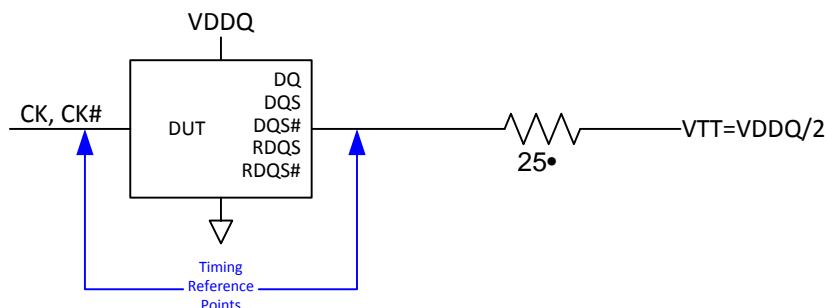 VDDQ
CK, CK#
DUT
DQ
DQS
DQS#
RDQS
RDQS#
25•
VTT=VDDQ/2
Timing
Reference
Points